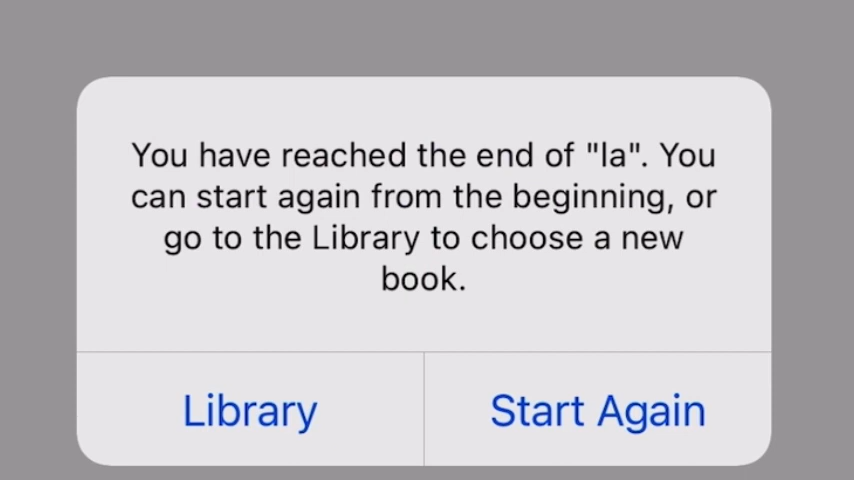 You have reached the end of "la". You
can start again from the beginning, or
go to the Library to choose a new
book.
Library
Start Again